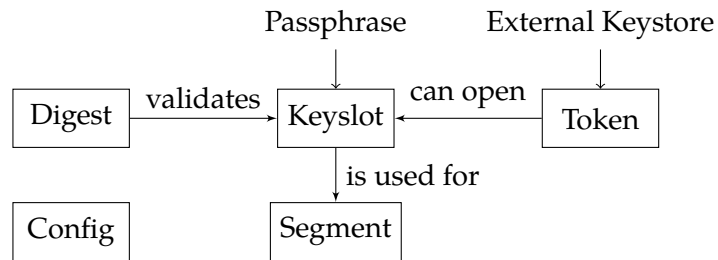 Passphrase
External Keystore
Digest
validates
Keyslot
can open
Token
is used for
Config
Segment